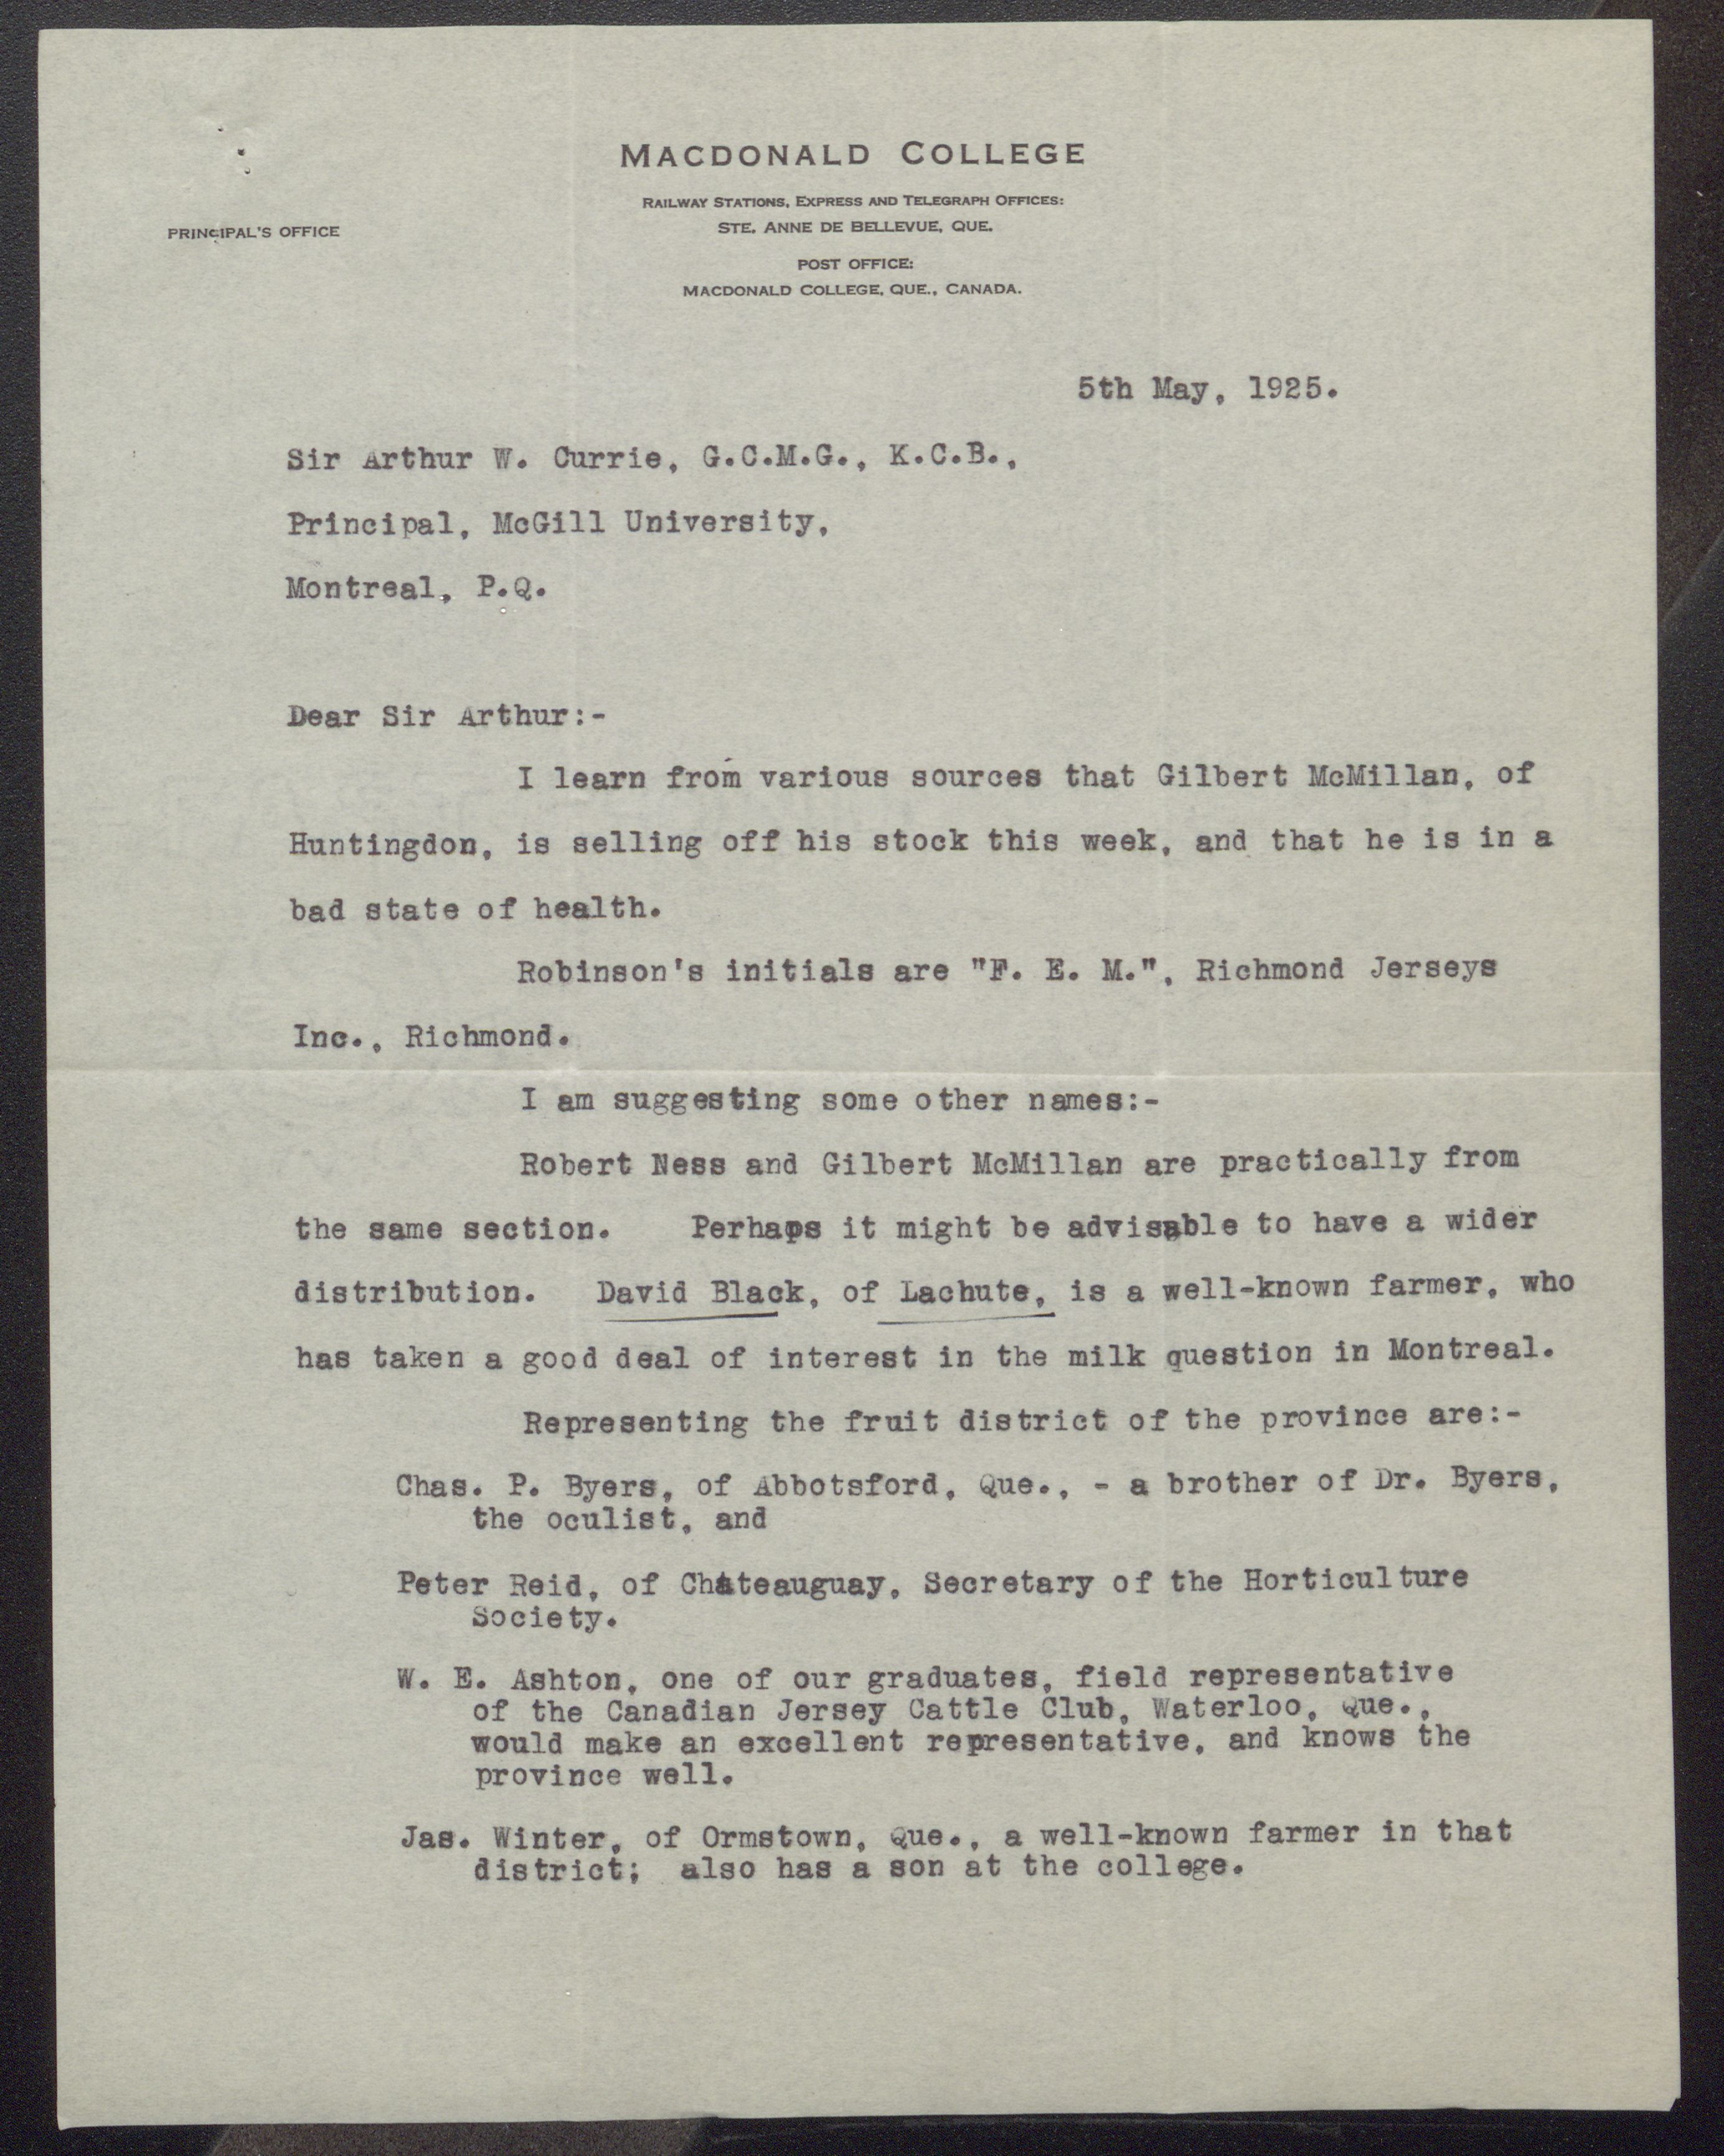 MACDONALD COLLEGE
RAILWAY STATIONS, EXPRESS AND TELEGRAPH OFFICES:
STE. ANNE DE BELLEVUE, QUE.
PRINCIPAL'S OFFICE
POST OFFICE:
MACDONALD COLLEGE, QUE., CANADA.
5th May, 1925.
Sir Arthur W. Currie, G.C.M.G., K.C.B.,
Principal, McGill University,
Montreal, P.Q.
Dear Sir Arthur:-
I learn from various sources that Gilbert McMillan, of
Huntingdon, is selling off his stock this week, and that he is in a
bad state of health.
Robinson's initials are "F. E. M.", Richmond Jerseys
Inc., Richmond.
I am suggesting some other names:-
Robert Ness and Gilbert McMillan are practically from
the same section. Perhaps it might be advisable to have a wider
distribution. David Black, of Lachute, is a well-known farmer, who
has taken a good deal of interest in the milk question in Montreal.
Representing the fruit district of the province are:-
Chas. P. Byers, of Abbotsford, Que., - a brother of Dr. Byers,
the oculist, and
Peter Reid, of Chateauguay, Secretary of the Horticulture
Society.
W. E. Ashton, one of our graduates, field representative
of the Canadian Jersey Cattle Club, Waterloo, Que.,
would make an excellent representative, and knows the
province well.
Jas. Winter, of Ormstown, Que., a well-known farmer in that
district; also has a son at the college.